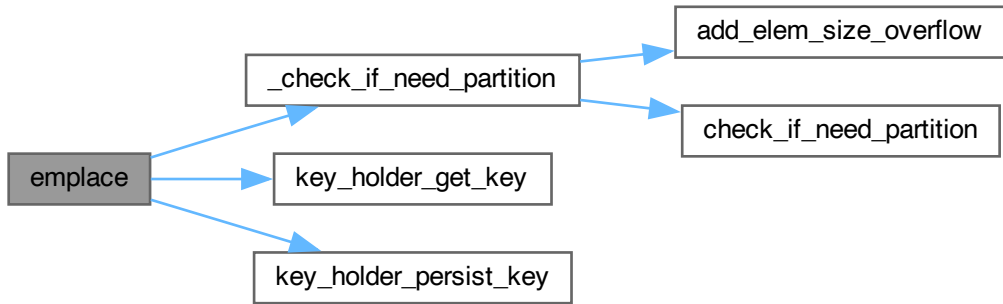 emplace
_check_if_need_partition
add_elem_size_overflow
check_if_need_partition
key_holder_get_key
key_holder_persist_key